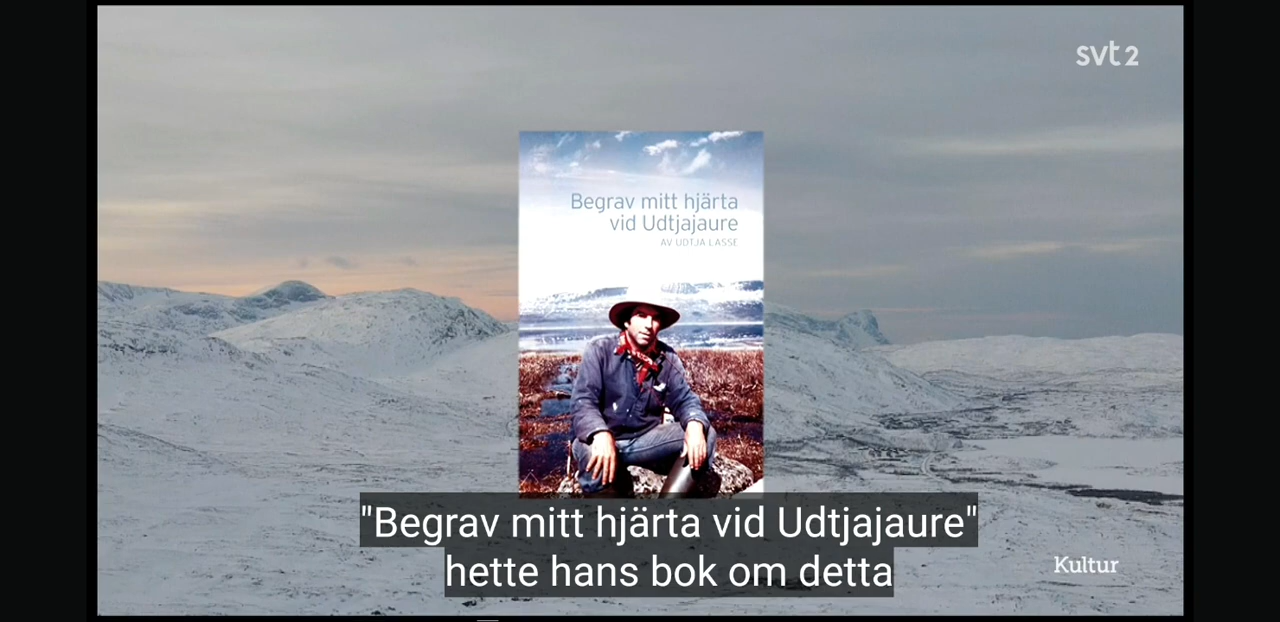 svt2
Begrav mitt hjärta
vid Udtjajaure
AV UDTJA LASSE
"Begrav mitt hjärta vid Udtjajaure"
hette hans bok om detta
Kultur